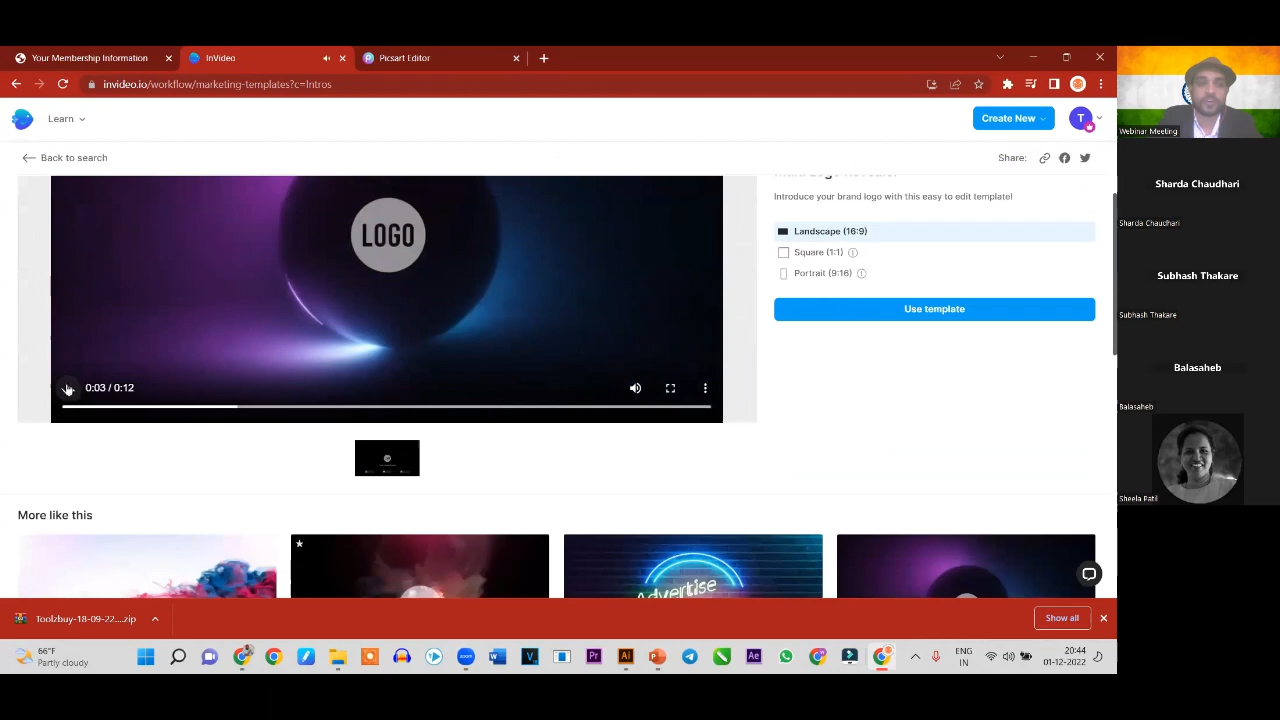 Your Membership Information
InVideo
Picsart Editor
invideo.io/workflow/marketing-templates?c=Intros
Learn
Create New
T
Back to search
Share:
Introduce your brand logo with this easy to edit template!
Landscape (16:9)
Square (1:1)
Portrait (9:16)
Use template
LOGO
0:03 / 0:12
More like this
Advertise
Toolzbuy-18-09-22....zip
Show all
66°F
Partly cloudy
ENG
IN
20:44
01-12-2022
Webinar Meeting
Sharda Chaudhari
Sharda Chaudhari
Subhash Thakare
Subhash Thakare
Balasaheb
Balasaheb
Sheela Patil